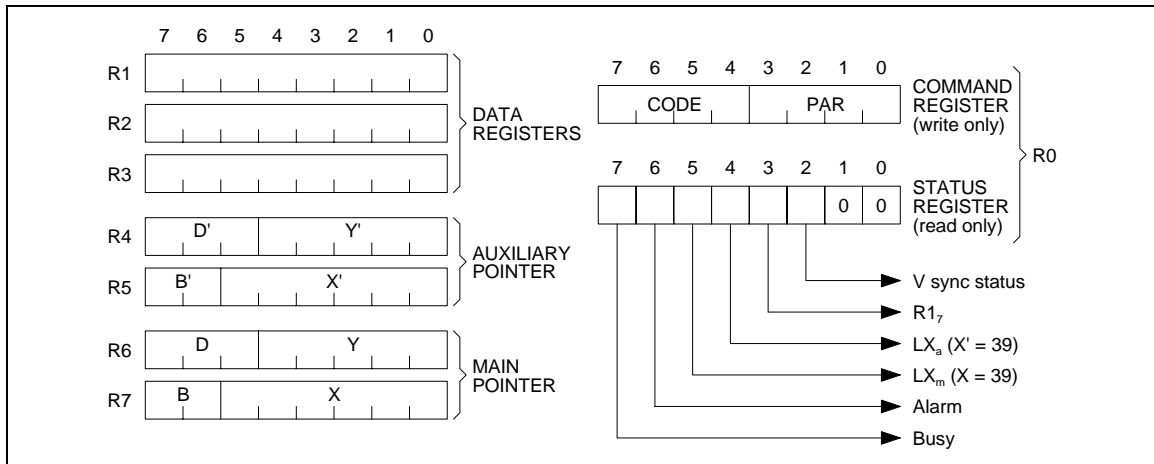 7 6 5 4 3 2 1 0
R1
R2
R3
DATA
REGISTERS
R4 D' Y'
R5 B' X'
AUXILIARY
POINTER
R6 D Y
R7 B X
MAIN
POINTER
7 6 5 4 3 2 1 0
CODE PAR
COMMAND
REGISTER
(write only)
7 6 5 4 3 2 1 0
0 0
STATUS
REGISTER
(read only)
R0
V sync status
R1₇
LXₐ (X' = 39)
LXₘ (X = 39)
Alarm
Busy